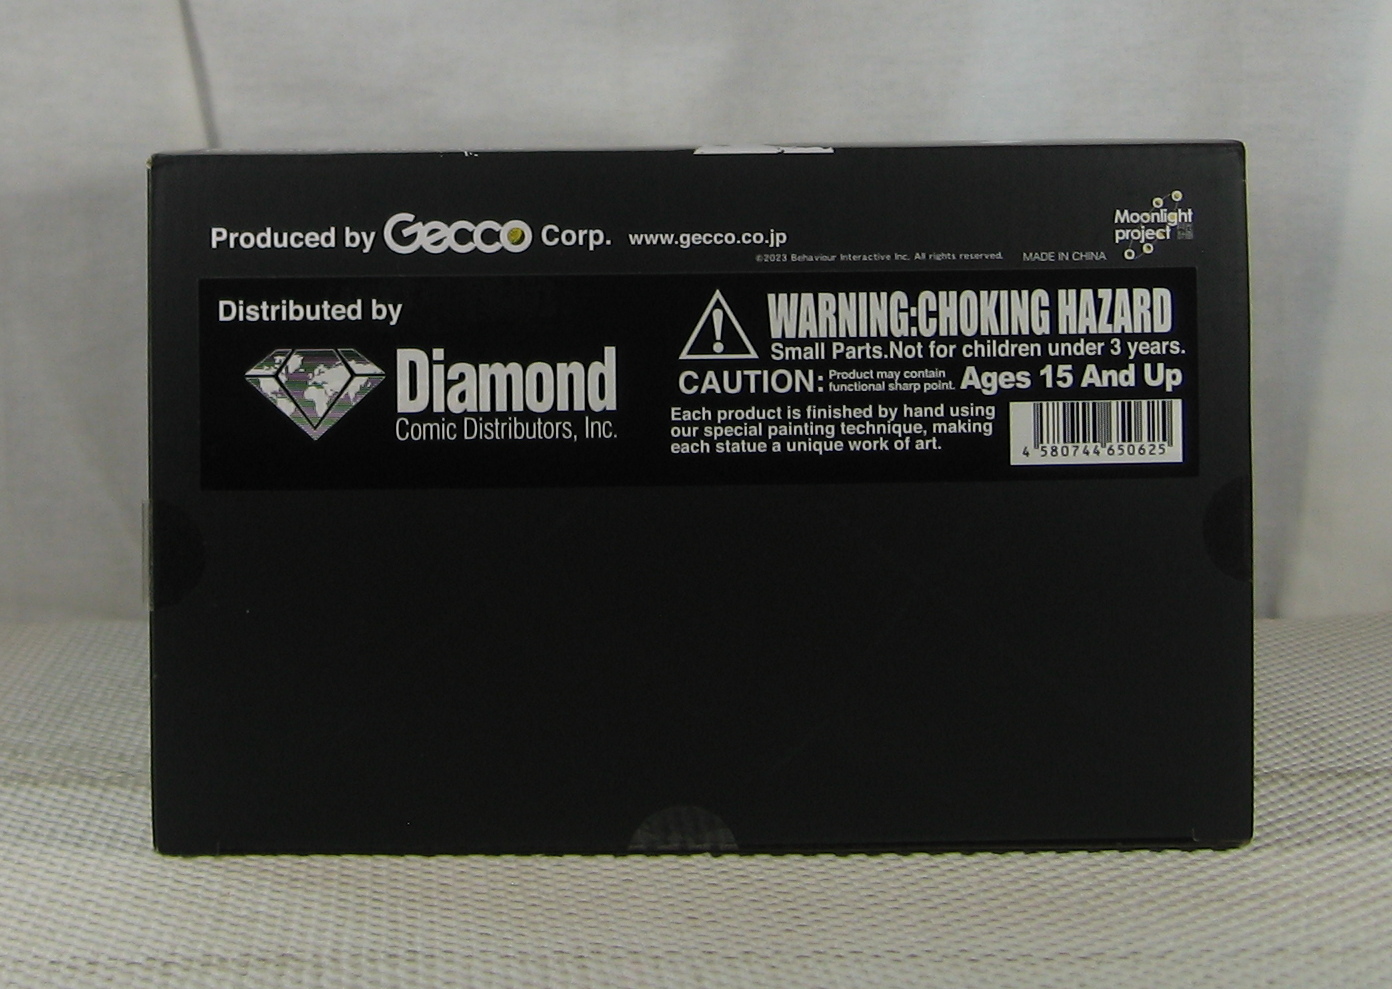 Produced by Gecco Corp. www.gecco.co.jp
©2023 Behaviour Interactive Inc. All rights reserved.
MADE IN CHINA
Moonlight
project
Distributed by
Diamond
Comic Distributors, Inc.
WARNING:CHOKING HAZARD
Small Parts.Not for children under 3 years.
CAUTION: Product may contain
functional sharp point. Ages 15 And Up
Each product is finished by hand using
our special painting technique, making
each statue a unique work of art.
4 580744 650625